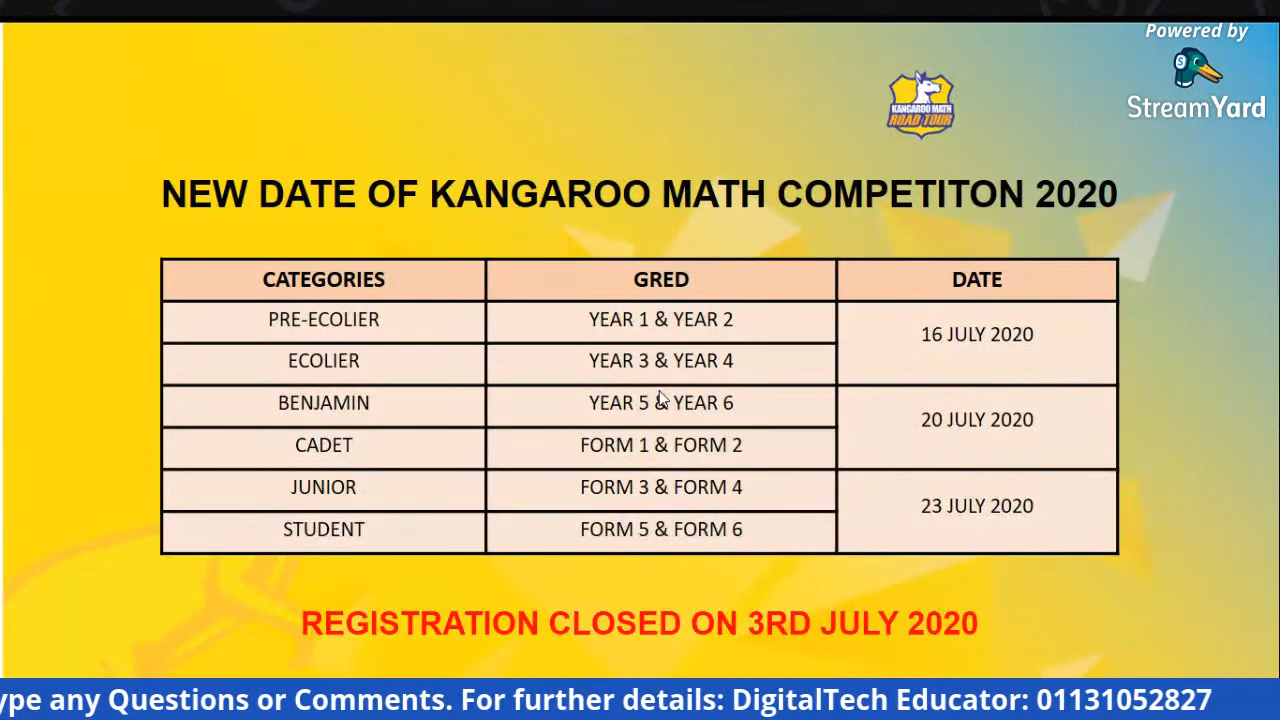 Powered by
StreamYard
KANGAROO MATH
ROAD TOUR
NEW DATE OF KANGAROO MATH COMPETITON 2020
CATEGORIES GRED DATE
PRE-ECOLIER YEAR 1 & YEAR 2 16 JULY 2020
ECOLIER YEAR 3 & YEAR 4
BENJAMIN YEAR 5 & YEAR 6 20 JULY 2020
CADET FORM 1 & FORM 2
JUNIOR FORM 3 & FORM 4 23 JULY 2020
STUDENT FORM 5 & FORM 6
REGISTRATION CLOSED ON 3RD JULY 2020
ype any Questions or Comments. For further details: DigitalTech Educator: 01131052827